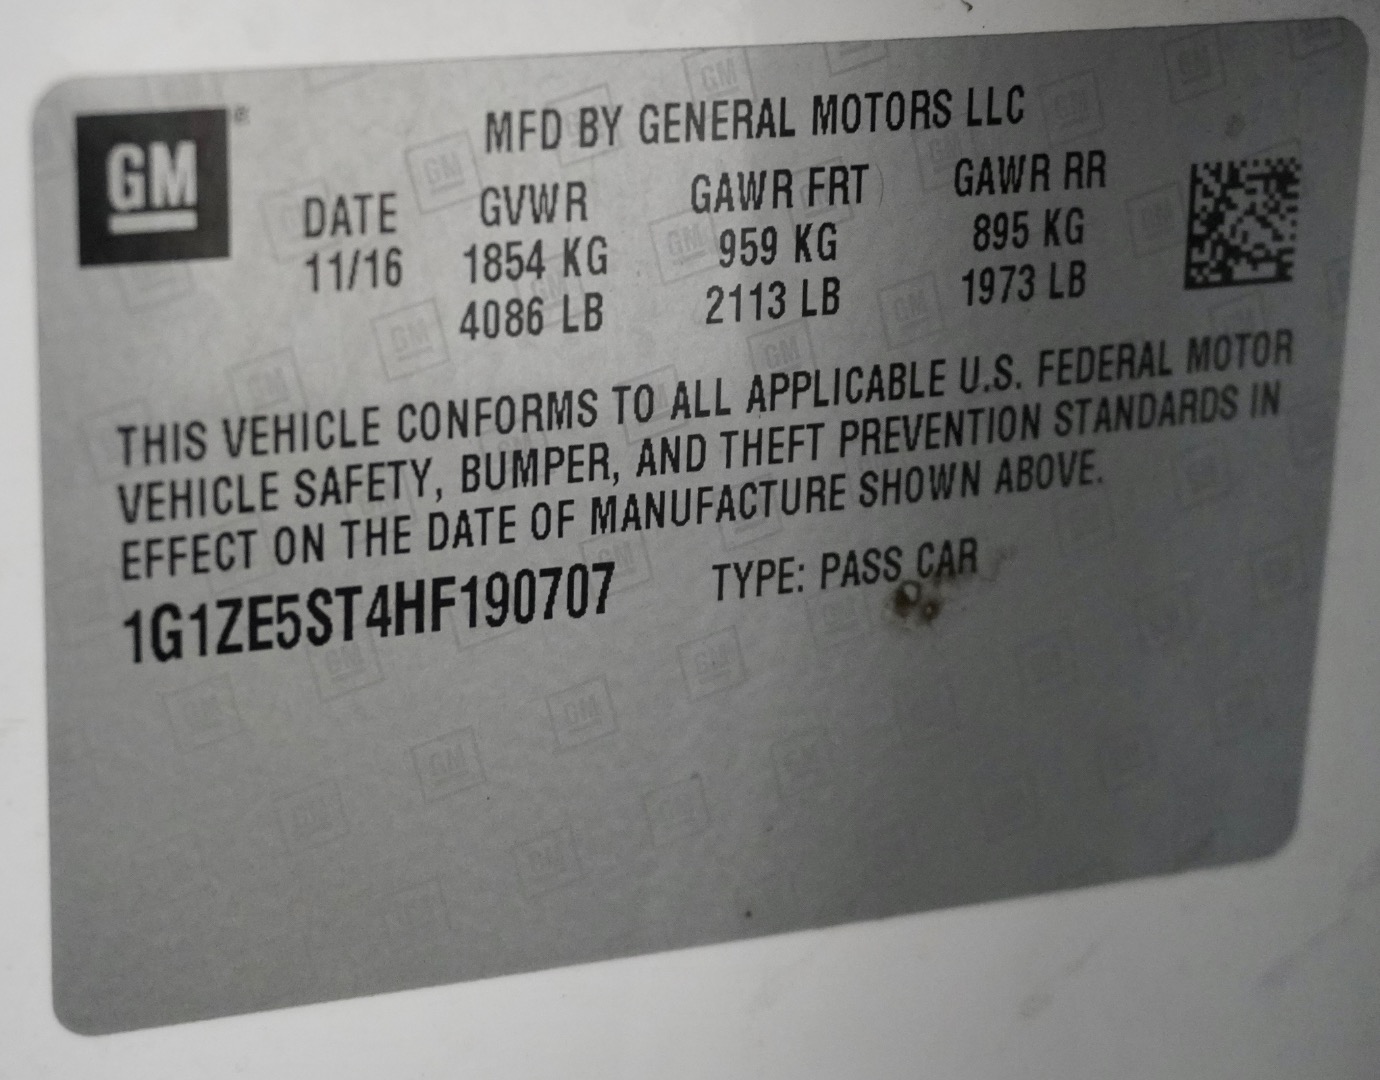 GM
MFD BY GENERAL MOTORS LLC
DATE GVWR GAWR FRT GAWR RR
11/16 1854 KG 959 KG 895 KG
4086 LB 2113 LB 1973 LB
THIS VEHICLE CONFORMS TO ALL APPLICABLE U.S. FEDERAL MOTOR
VEHICLE SAFETY, BUMPER, AND THEFT PREVENTION STANDARDS IN
EFFECT ON THE DATE OF MANUFACTURE SHOWN ABOVE.
1G1ZE5ST4HF190707 TYPE: PASS CAR